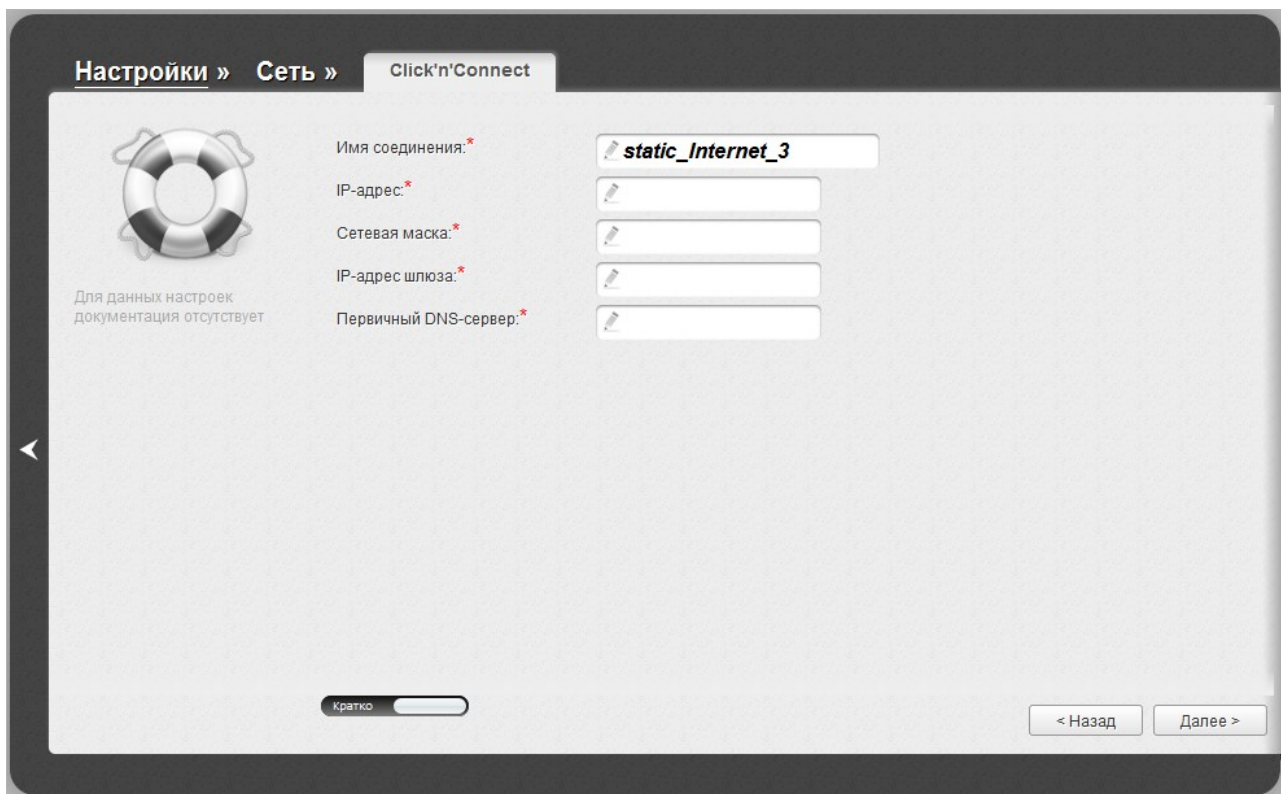 Настройки » Сеть » Click'n'Connect
Для данных настроек
документация отсутствует
Имя соединения:* static_Internet_3
IP-адрес:*
Сетевая маска:*
IP-адрес шлюза:*
Первичный DNS-сервер:*
Кратко
< Назад
Далее >